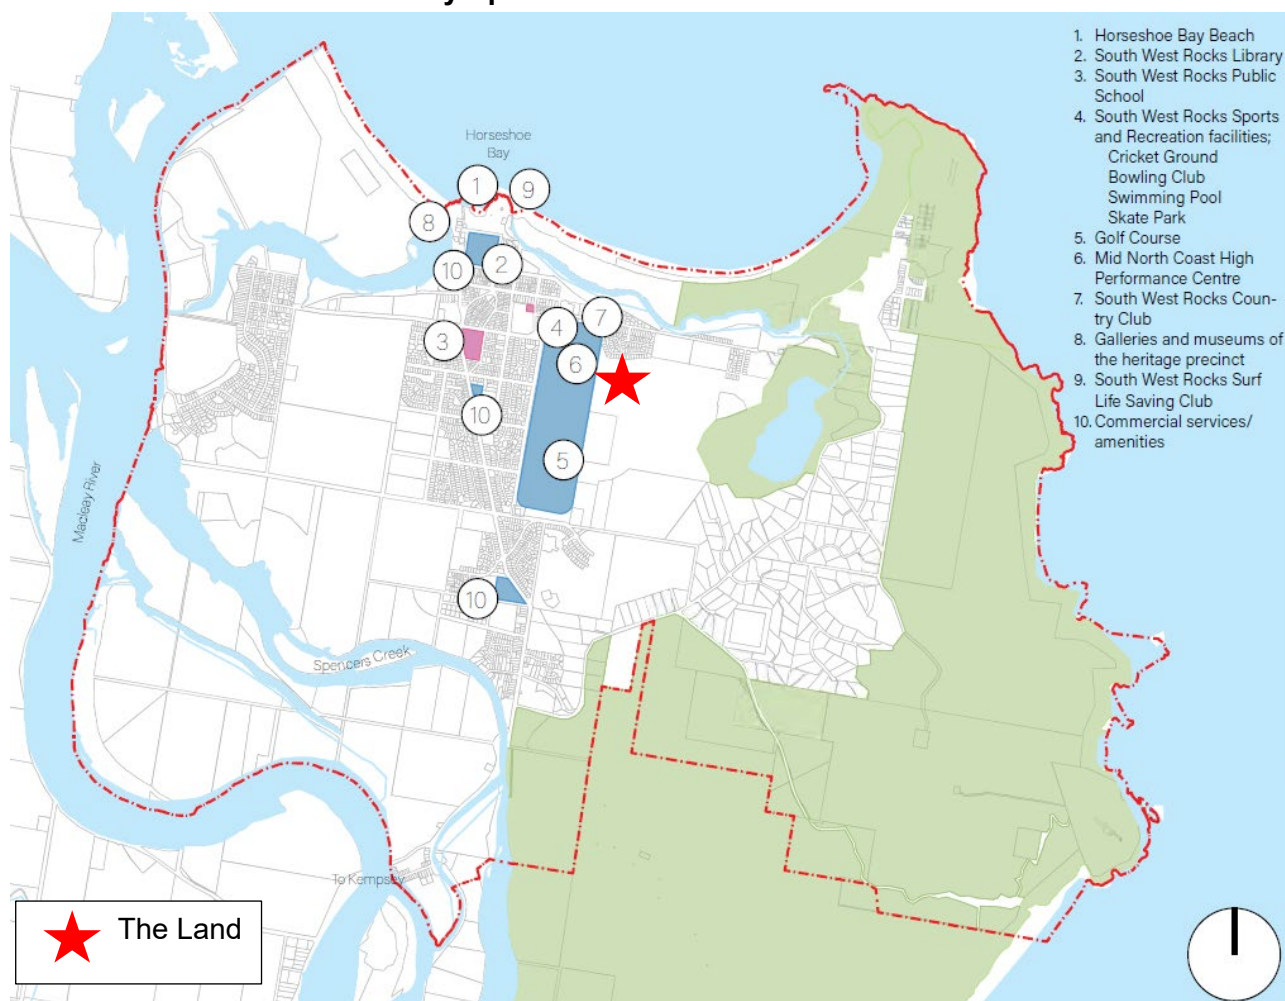 1. Horseshoe Bay Beach
2. South West Rocks Library
3. South West Rocks Public
School
4. South West Rocks Sports
and Recreation facilities;
Cricket Ground
Bowling Club
Swimming Pool
Skate Park
5. Golf Course
6. Mid North Coast High
Performance Centre
7. South West Rocks Coun-
try Club
8. Galleries and museums of
the heritage precinct
9. South West Rocks Surf
Life Saving Club
10. Commercial services/
amenities
Horseshoe
Bay
1
9
8
10
2
4
7
3
6
10
5
Macleay River
10
Spencers Creek
To Kempsey
The Land